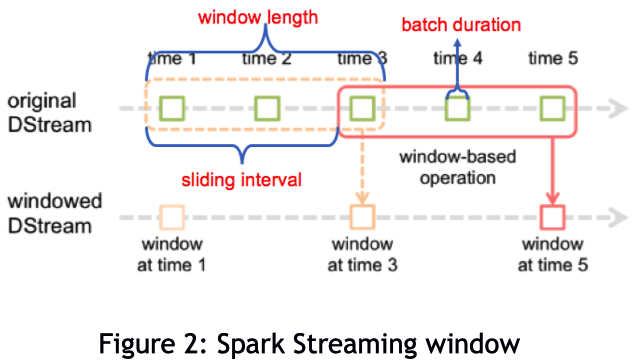 window length
batch duration
time 1 time 2 time 3 time 4 time 5
original
DStream
sliding interval
window-based
operation
windowed
DStream
window
at time 1
window
at time 3
window
at time 5
Figure 2: Spark Streaming window